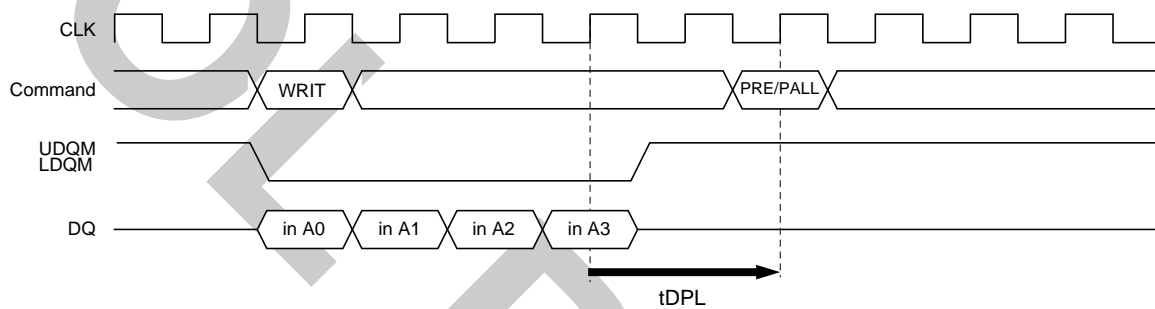 CLK
Command
WRIT
PRE/PALL
UDQM
LDQM
DQ
in A0
in A1
in A2
in A3
tDPL